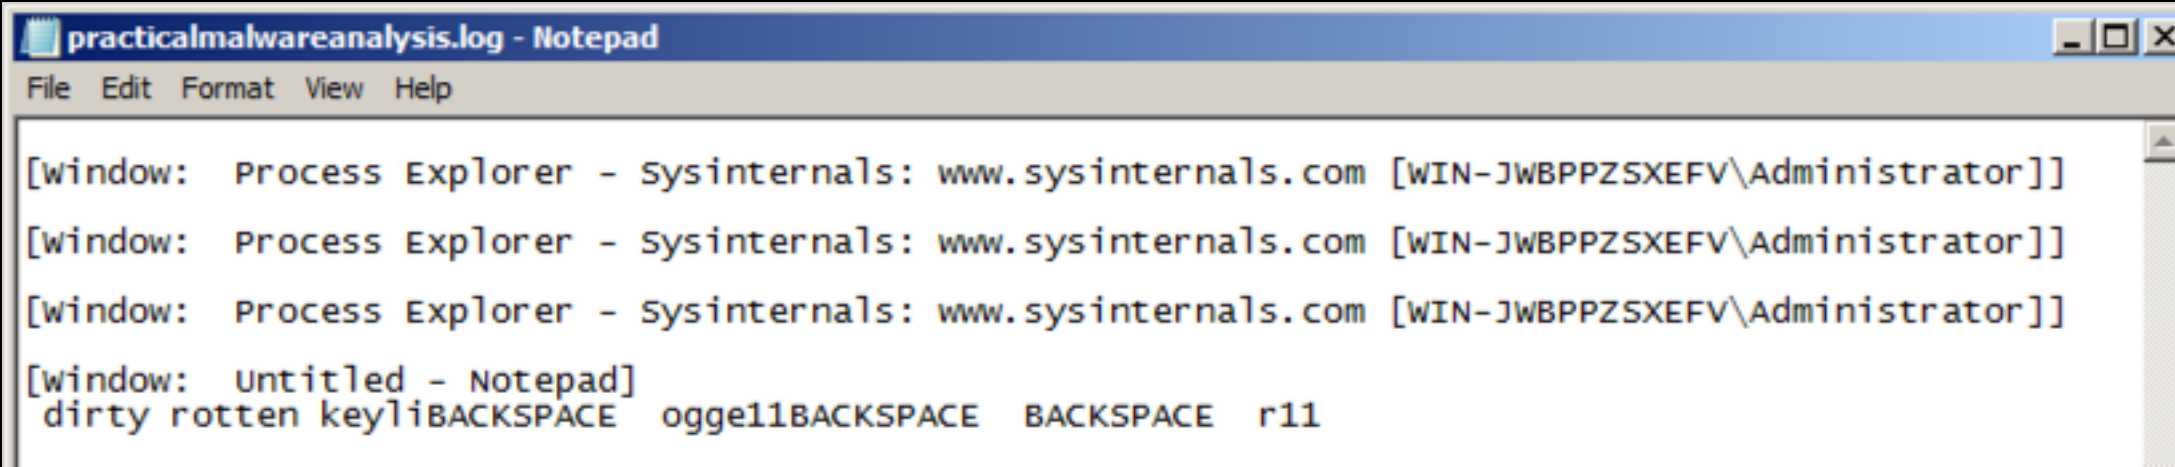 practicalmalwareanalysis.log - Notepad
File Edit Format View Help
[Window:  Process Explorer - Sysinternals: www.sysinternals.com [WIN-JWBPPZSXEFV\Administrator]]
[Window:  Process Explorer - Sysinternals: www.sysinternals.com [WIN-JWBPPZSXEFV\Administrator]]
[Window:  Process Explorer - Sysinternals: www.sysinternals.com [WIN-JWBPPZSXEFV\Administrator]]
[Window:  Untitled - Notepad]
dirty rotten keyliBACKSPACE  ogge11BACKSPACE  BACKSPACE  r11